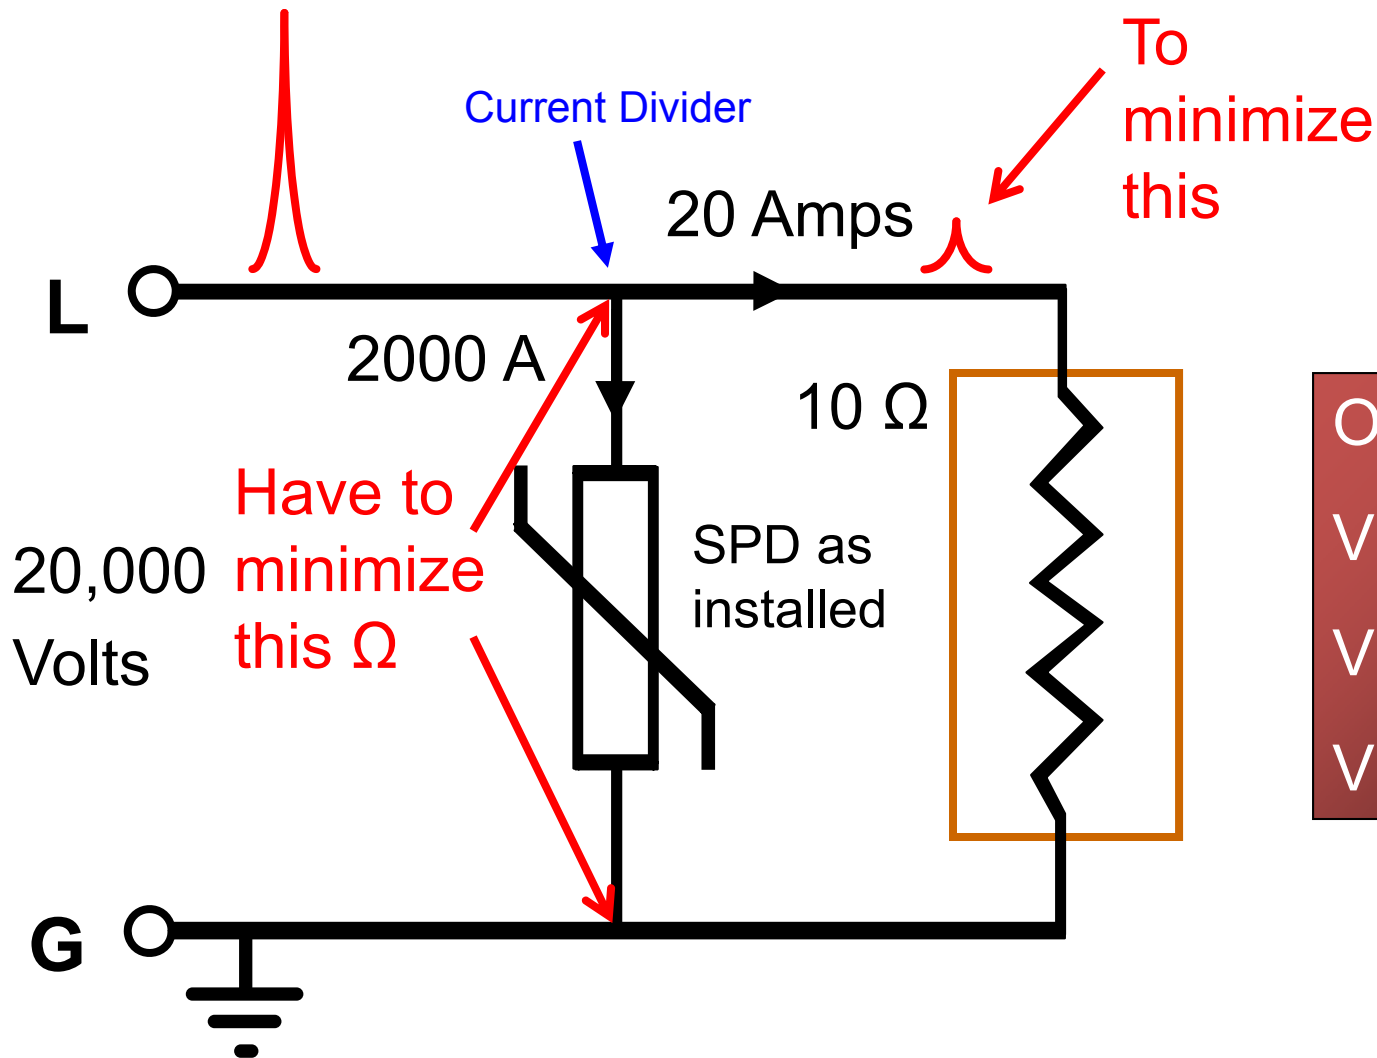 To
minimize
this
Current Divider
20 Amps
L
2000 A
10 Ω
Have to
minimize
this Ω
20,000
Volts
SPD as
installed
O
V
V
V
G